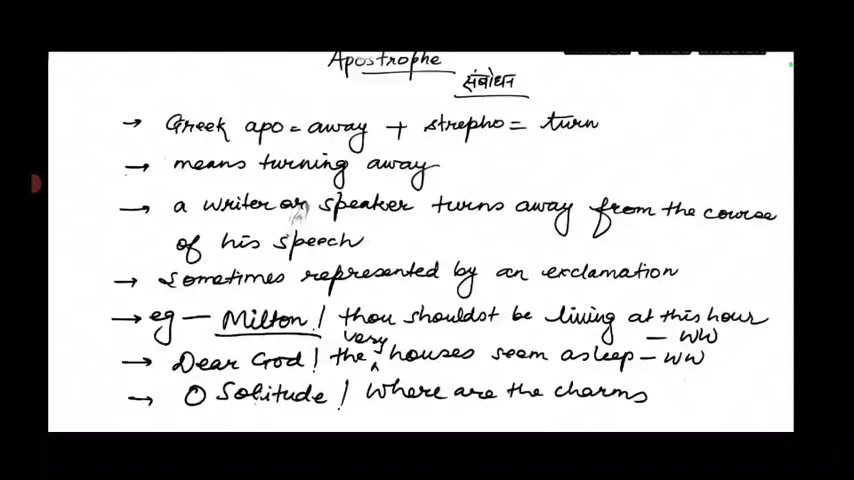 Apostrophe
संबोधन
→ Greek apo = away + strepho = turn
→ means turning away
→ a writer or speaker turns away from the course
of his speech
→ Sometimes represented by an exclamation
→ eg — Milton! thou shouldst be living at this hour
— WW
→ Dear God! the very houses seem asleep — WW
→ O Solitude! Where are the charms